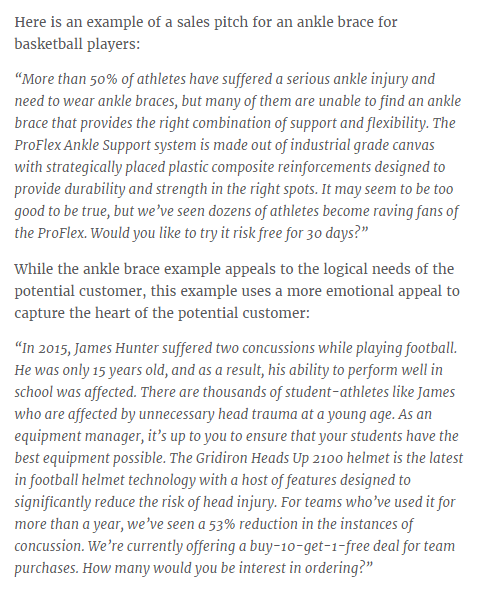 Here is an example of a sales pitch for an ankle brace for
basketball players:
“More than 50% of athletes have suffered a serious ankle injury and
need to wear ankle braces, but many of them are unable to find an ankle
brace that provides the right combination of support and flexibility. The
ProFlex Ankle Support system is made out of industrial grade canvas
with strategically placed plastic composite reinforcements designed to
provide durability and strength in the right spots. It may seem to be too
good to be true, but we’ve seen dozens of athletes become raving fans of
the ProFlex. Would you like to try it risk free for 30 days?”
While the ankle brace example appeals to the logical needs of the
potential customer, this example uses a more emotional appeal to
capture the heart of the potential customer:
“In 2015, James Hunter suffered two concussions while playing football.
He was only 15 years old, and as a result, his ability to perform well in
school was affected. There are thousands of student-athletes like James
who are affected by unnecessary head trauma at a young age. As an
equipment manager, it’s up to you to ensure that your students have the
best equipment possible. The Gridiron Heads Up 2100 helmet is the latest
in football helmet technology with a host of features designed to
significantly reduce the risk of head injury. For teams who’ve used it for
more than a year, we’ve seen a 53% reduction in the instances of
concussion. We’re currently offering a buy-10-get-1-free deal for team
purchases. How many would you be interest in ordering?”